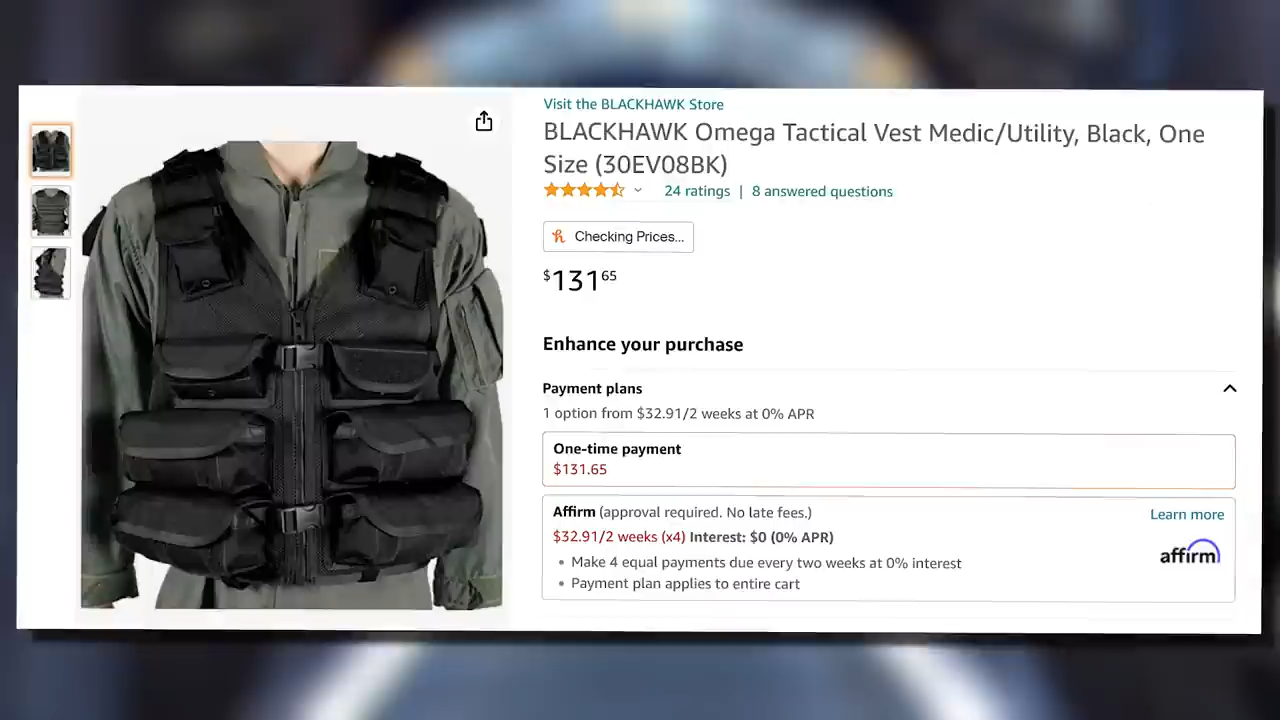 Visit the BLACKHAWK Store
BLACKHAWK Omega Tactical Vest Medic/Utility, Black, One
Size (30EV08BK)
24 ratings | 8 answered questions
Checking Prices...
$13165
Enhance your purchase
Payment plans
1 option from $32.91/2 weeks at 0% APR
One-time payment
$131.65
Affirm (approval required. No late fees.)
Learn more
$32.91/2 weeks (x4) Interest: $0 (0% APR)
affirm
• Make 4 equal payments due every two weeks at 0% interest
• Payment plan applies to entire cart